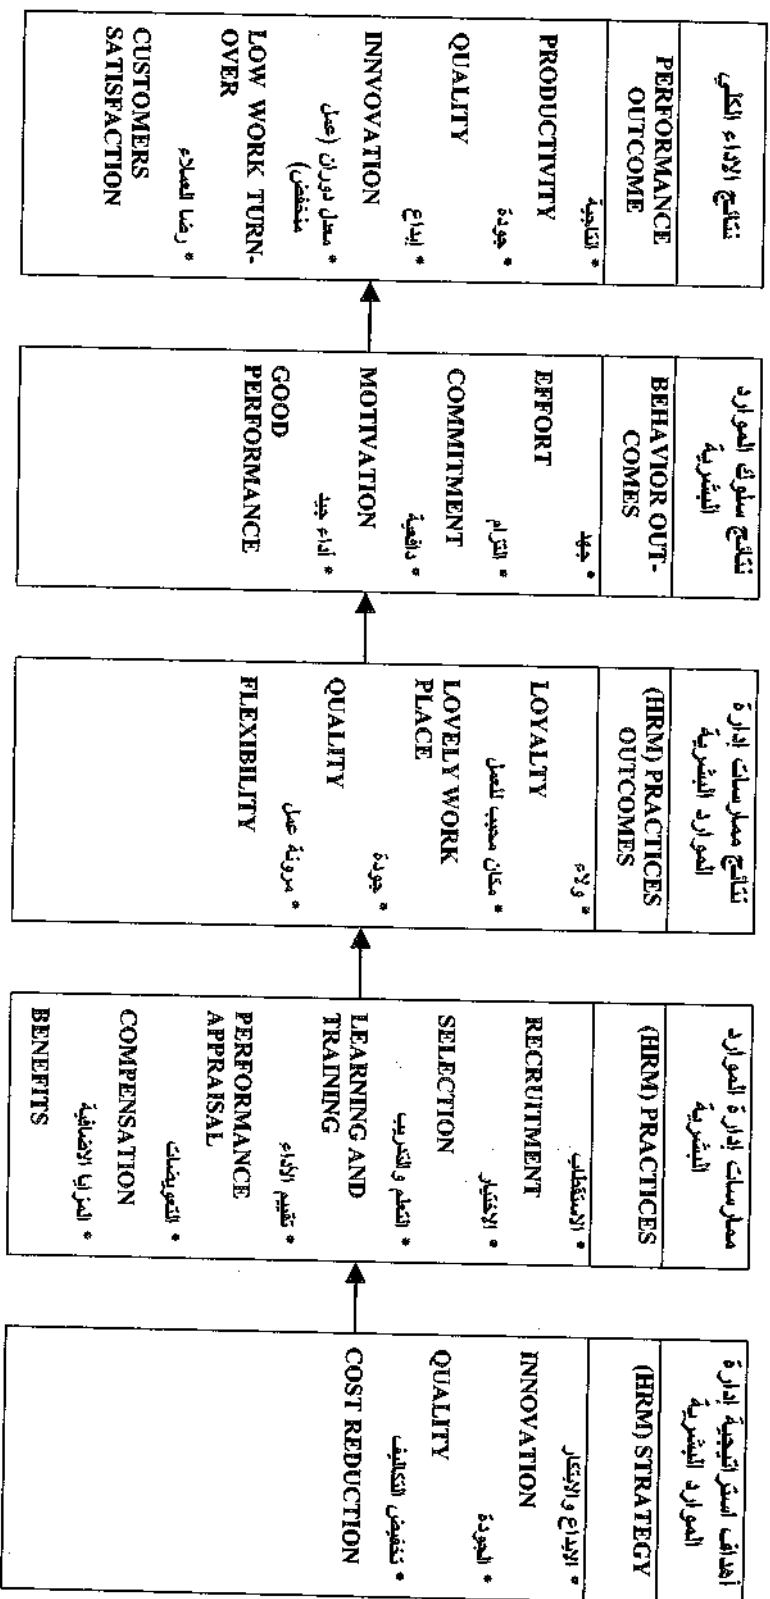 أهداف استراتيجية إدارة
الموارد البشرية
(HRM) STRATEGY
* الابداع والابتكار
INNOVATION
* الجودة
QUALITY
* تخفيض التكاليف
COST REDUCTION
ممارسات إدارة الموارد
البشرية
(HRM) PRACTICES
* الاستقطاب
RECRUITMENT
* الاختيار
SELECTION
* التعلم والتدريب
LEARNING AND
TRAINING
* تقييم الأداء
PERFORMANCE
APPRAISAL
* التعويضات
COMPENSATION
* المزايا الاضافية
BENEFITS
نتائج ممارسات إدارة
الموارد البشرية
(HRM) PRACTICES
OUTCOMES
* ولاء
LOYALTY
* مكان محبب للعمل
LOVELY WORK
PLACE
* جودة
QUALITY
* مرونة عمل
FLEXIBILITY
نتائج سلوك الموارد
البشرية
BEHAVIOR OUT-
COMES
* جهد
EFFORT
* التزام
COMMITMENT
* دافعية
MOTIVATION
* أداء جيد
GOOD
PERFORMANCE
نتائج الاداء الكلي
PERFORMANCE
OUTCOME
* انتاجية
PRODUCTIVITY
* جودة
QUALITY
* إبداع
INNVOVATION
* معدل دوران (عمل
منخفض)
LOW WORK TURN-
OVER
* رضا العملاء
CUSTOMERS
SATISFACTION